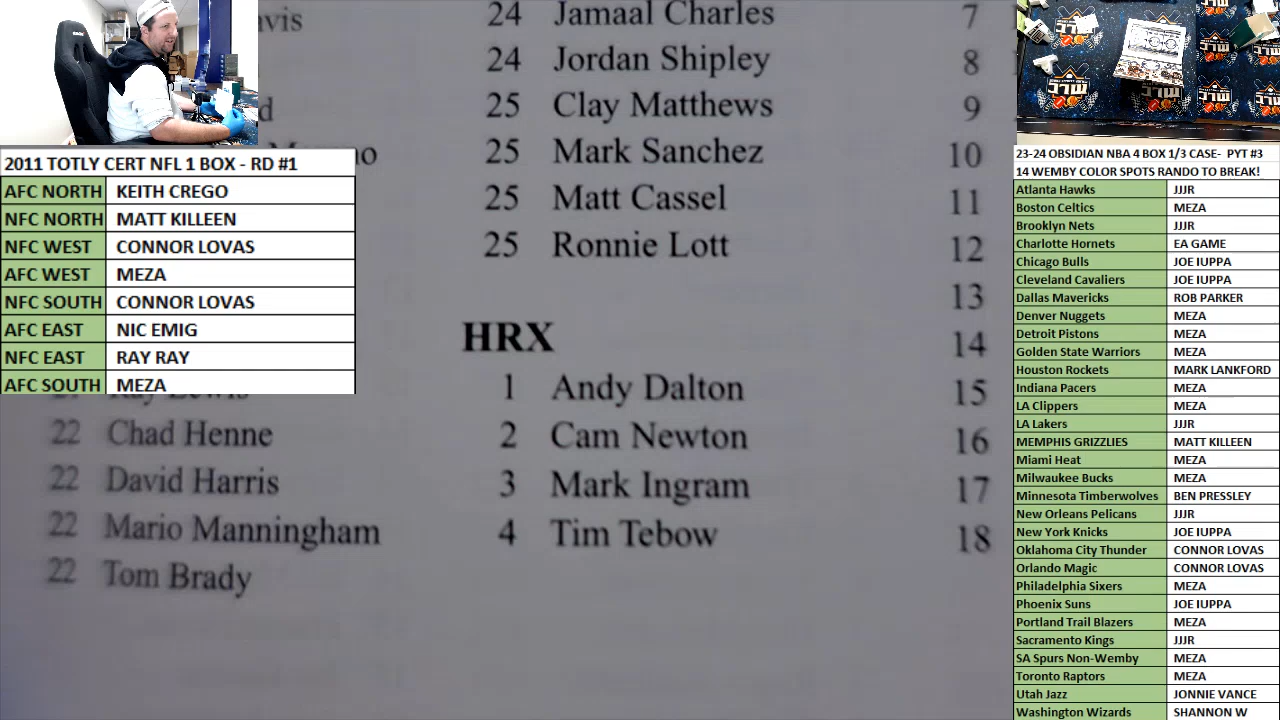 2011 TOTLY CERT NFL 1 BOX - RD #1
AFC NORTH KEITH CREGO
NFC NORTH MATT KILLEEN
NFC WEST CONNOR LOVAS
AFC WEST MEZA
NFC SOUTH CONNOR LOVAS
AFC EAST NIC EMIG
NFC EAST RAY RAY
AFC SOUTH MEZA
22 Chad Henne
22 David Harris
22 Mario Manningham
22 Tom Brady
24 Jamaal Charles
24 Jordan Shipley
25 Clay Matthews
25 Mark Sanchez
25 Matt Cassel
25 Ronnie Lott
HRX
1 Andy Dalton
2 Cam Newton
3 Mark Ingram
4 Tim Tebow
7
8
9
10
11
12
13
14
15
16
17
18
23-24 OBSIDIAN NBA 4 BOX 1/3 CASE- PYT #3
14 WEMBY COLOR SPOTS RANDO TO BREAK!
Atlanta Hawks JJJR
Boston Celtics MEZA
Brooklyn Nets JJJR
Charlotte Hornets EA GAME
Chicago Bulls JOE IUPPA
Cleveland Cavaliers JOE IUPPA
Dallas Mavericks ROB PARKER
Denver Nuggets MEZA
Detroit Pistons MEZA
Golden State Warriors MEZA
Houston Rockets MARK LANKFORD
Indiana Pacers MEZA
LA Clippers MEZA
LA Lakers JJJR
MEMPHIS GRIZZLIES MATT KILLEEN
Miami Heat MEZA
Milwaukee Bucks MEZA
Minnesota Timberwolves BEN PRESSLEY
New Orleans Pelicans JJJR
New York Knicks JOE IUPPA
Oklahoma City Thunder CONNOR LOVAS
Orlando Magic CONNOR LOVAS
Philadelphia Sixers MEZA
Phoenix Suns JOE IUPPA
Portland Trail Blazers MEZA
Sacramento Kings JJJR
SA Spurs Non-Wemby MEZA
Toronto Raptors MEZA
Utah Jazz JONNIE VANCE
Washington Wizards SHANNON W